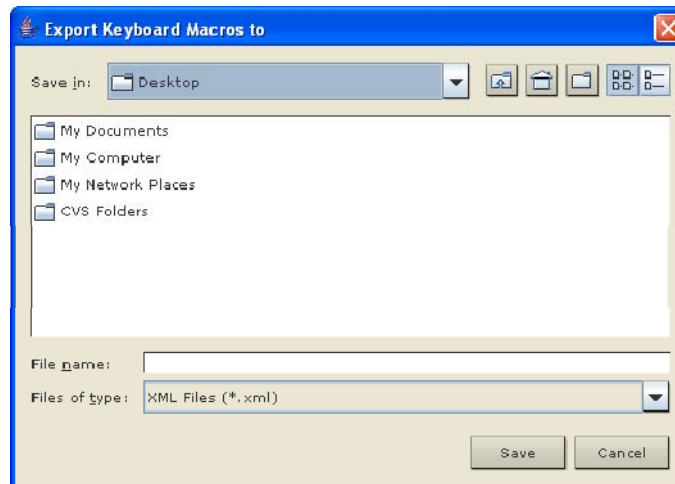 Export Keyboard Macros to
Save in: Desktop
My Documents
My Computer
My Network Places
CVS Folders
File name:
Files of type: XML Files (*.xml)
Save Cancel